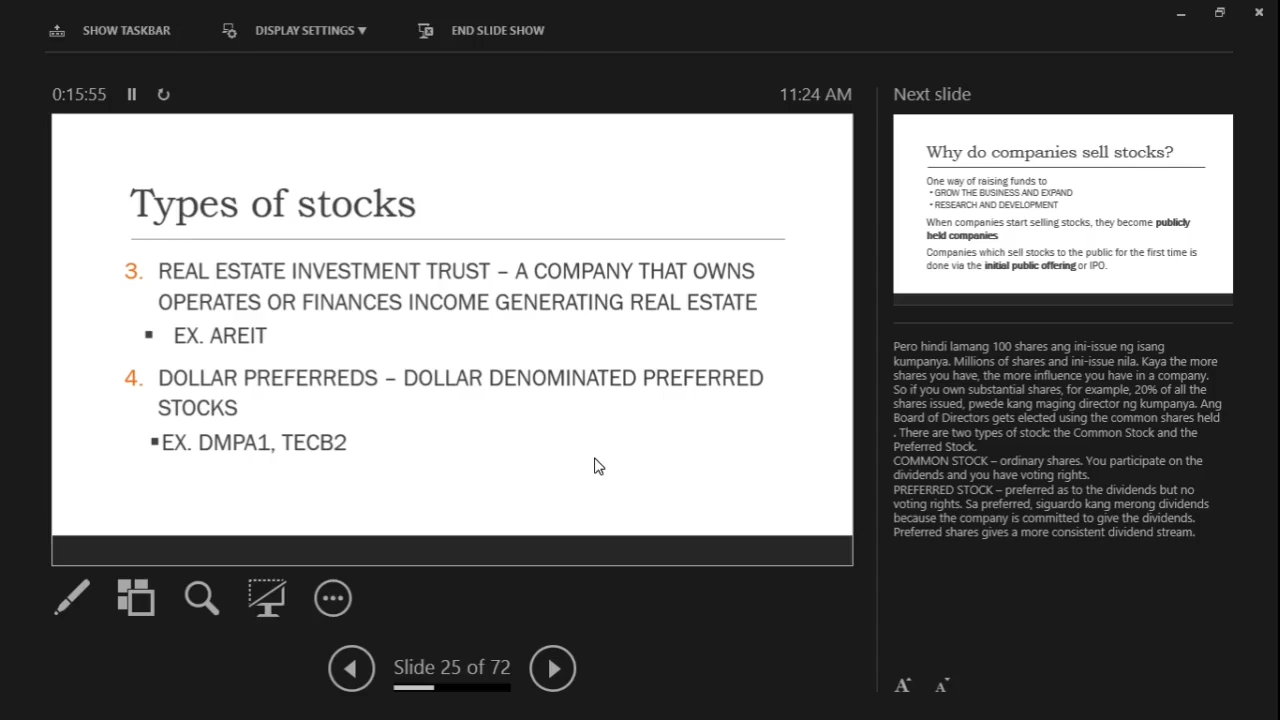 SHOW TASKBAR
DISPLAY SETTINGS ▼
END SLIDE SHOW
0:15:55
11:24 AM
Types of stocks
3. REAL ESTATE INVESTMENT TRUST – A COMPANY THAT OWNS
OPERATES OR FINANCES INCOME GENERATING REAL ESTATE
▪ EX. AREIT
4. DOLLAR PREFERREDS – DOLLAR DENOMINATED PREFERRED
STOCKS
▪EX. DMPA1, TECB2
Slide 25 of 72
Next slide
Why do companies sell stocks?
One way of raising funds to
• GROW THE BUSINESS AND EXPAND
• RESEARCH AND DEVELOPMENT
When companies start selling stocks, they become publicly
held companies
Companies which sell stocks to the public for the first time is
done via the initial public offering or IPO.
Pero hindi lamang 100 shares ang ini-issue ng isang
kumpanya. Millions of shares and ini-issue nila. Kaya the more
shares you have, the more influence you have in a company.
So if you own substantial shares, for example, 20% of all the
shares issued, pwede kang maging director ng kumpanya. Ang
Board of Directors gets elected using the common shares held
. There are two types of stock: the Common Stock and the
Preferred Stock.
COMMON STOCK – ordinary shares. You participate on the
dividends and you have voting rights.
PREFERRED STOCK – preferred as to the dividends but no
voting rights. Sa preferred, siguardo kang merong dividends
because the company is committed to give the dividends.
Preferred shares gives a more consistent dividend stream.
A A